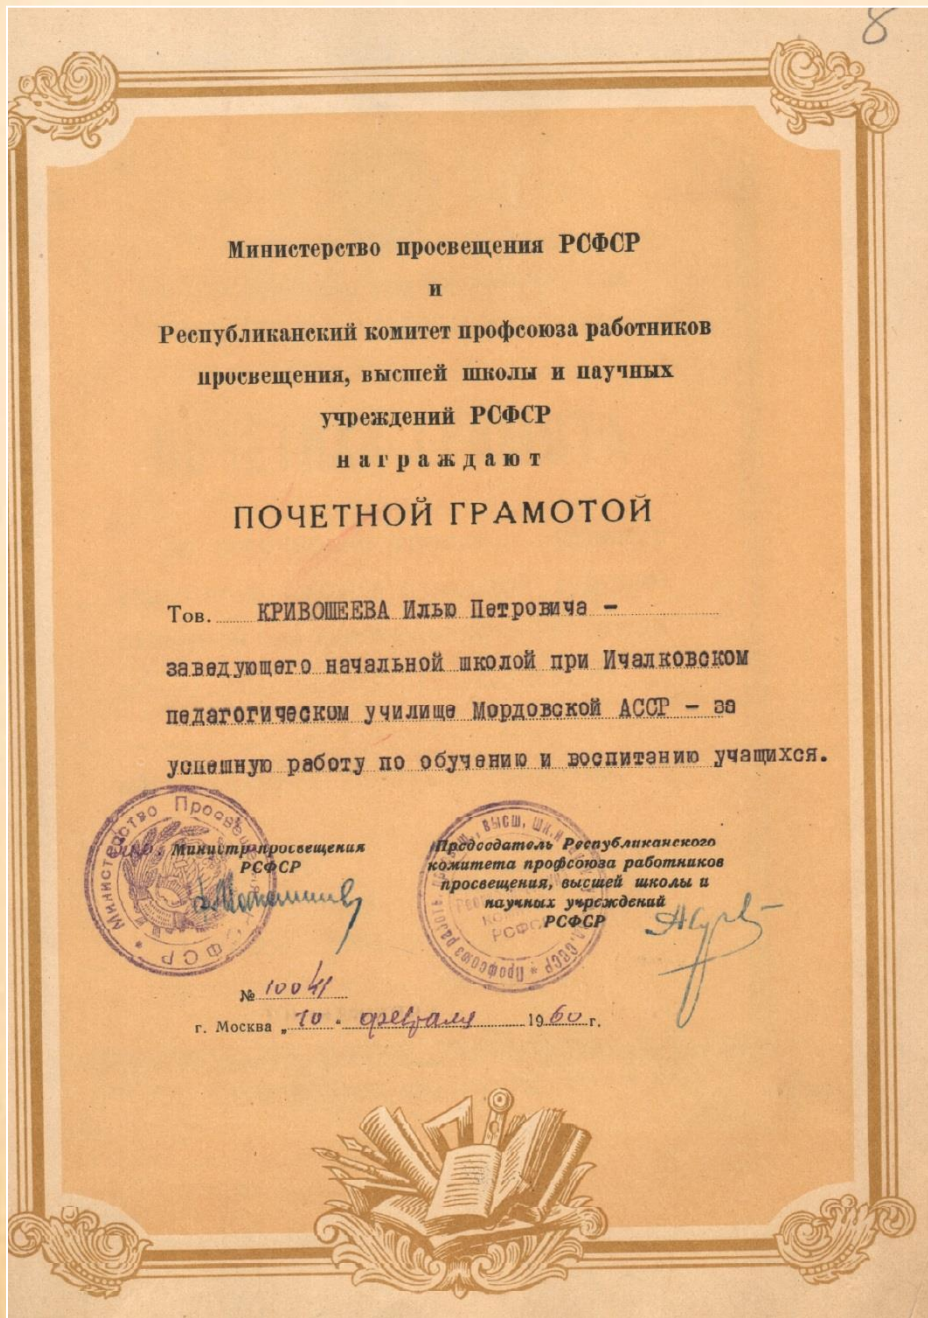 8
Министерство просвещения РСФСР
и
Республиканский комитет профсоюза работников
просвещения, высшей школы и научных
учреждений РСФСР
награждают
ПОЧЕТНОЙ ГРАМОТОЙ
Тов. КРИВОШЕЕВА Илью Петровича –
заведующего начальной школой при Ичалковском
педагогическом училище Мордовской АССР – за
успешную работу по обучению и воспитанию учащихся.
Министр просвещения
РСФСР
Председатель Республиканского
комитета профсоюза работников
просвещения, высшей школы и
научных учреждений
РСФСР
№ 10041
г. Москва „10" февраля 1960 г.